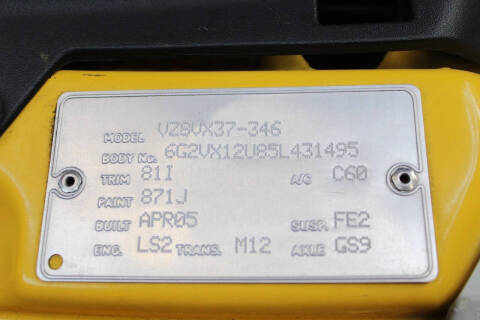 MODEL VZ8VX37-346
BODY No. 6G2VX12U85L431495
TRIM 81I A/C C60
PAINT 871J
BUILT APR05 SUSP. FE2
ENG. LS2 TRANS. M12 AXLE GS9